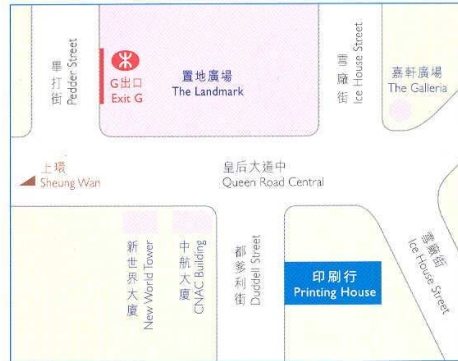 畢打街
Pedder Street
G出口
Exit G
置地廣場
The Landmark
雪廠街
Ice House Street
嘉軒廣場
The Galleria
上環
Sheung Wan
皇后大道中
Queen Road Central
新世界大廈
New World Tower
中航大廈
CNAC Building
都爹利街
Duddell Street
印刷行
Printing House
雪廠街
Ice House Street